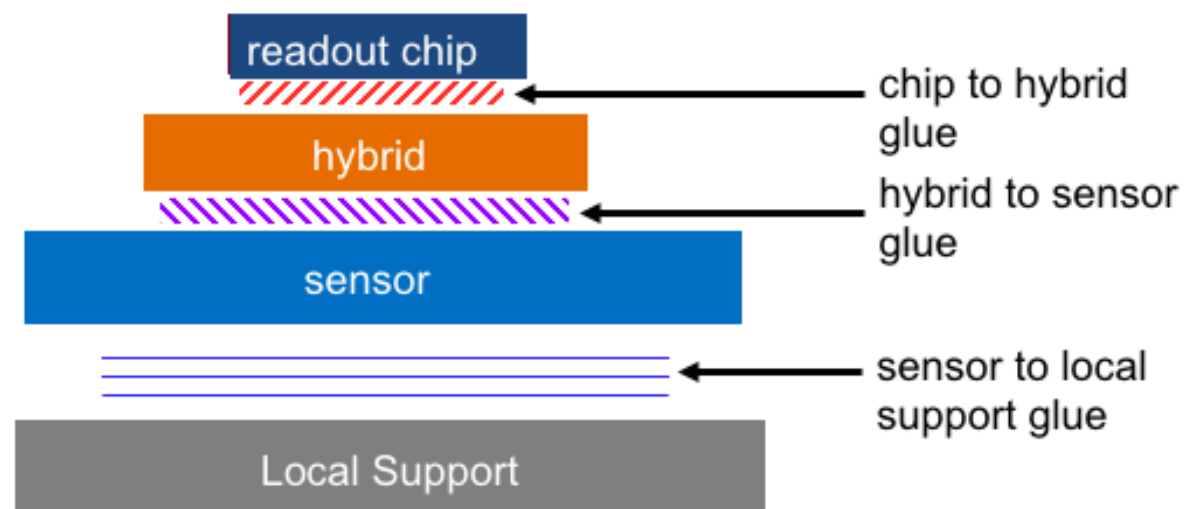 readout chip
chip to hybrid
glue
hybrid
hybrid to sensor
glue
sensor
sensor to local
support glue
Local Support